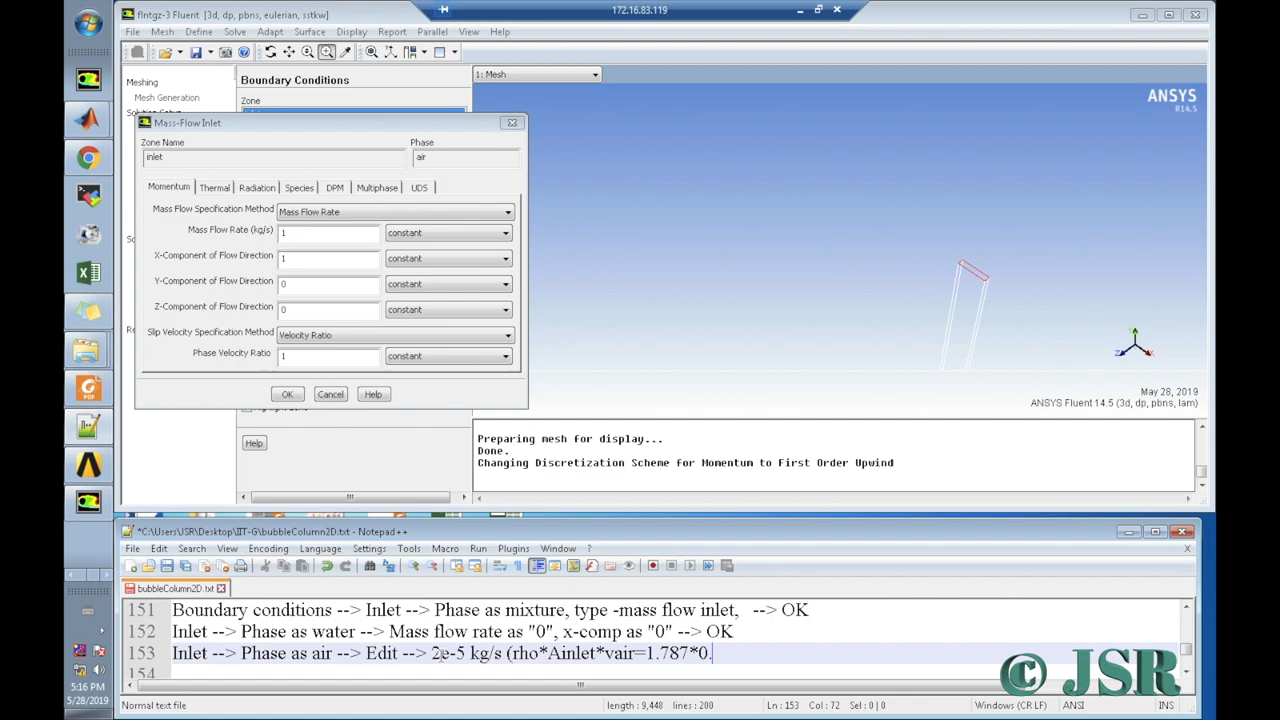 flntgz-3 Fluent [3d, dp, pbns, eulerian, sstkw]
172.16.83.119
File Mesh Define Solve Adapt Surface Display Report Parallel View Help
Meshing
Mesh Generation
Boundary Conditions
Zone
1: Mesh
ANSYS
R14.5
Mass-Flow Inlet
Zone Name
Phase
inlet
air
Momentum Thermal Radiation Species DPM Multiphase UDS
Mass Flow Specification Method Mass Flow Rate
Mass Flow Rate (kg/s) 1 constant
X-Component of Flow Direction 1 constant
Y-Component of Flow Direction 0 constant
Z-Component of Flow Direction 0 constant
Slip Velocity Specification Method Velocity Ratio
Phase Velocity Ratio 1 constant
OK Cancel Help
Help
May 28, 2019
ANSYS Fluent 14.5 (3d, dp, pbns, lam)
Preparing mesh for display...
Done.
Changing Discretization Scheme for Momentum to First Order Upwind
*C:\Users\JSR\Desktop\IIT-G\bubbleColumn2D.txt - Notepad++
File Edit Search View Encoding Language Settings Tools Macro Run Plugins Window ?
X
bubbleColumn2D.txt
151 Boundary conditions --> Inlet --> Phase as mixture, type -mass flow inlet, --> OK
152 Inlet --> Phase as water --> Mass flow rate as "0", x-comp as "0" --> OK
153 Inlet --> Phase as air --> Edit --> 2e-5 kg/s (rho*Ainlet*vair=1.787*0.
154
Normal text file
length : 9,448 lines : 200
Ln : 153 Col : 72 Sel : 0 | 0
Windows (CR LF)
ANSI
INS
5:16 PM
5/28/2019
© JSR